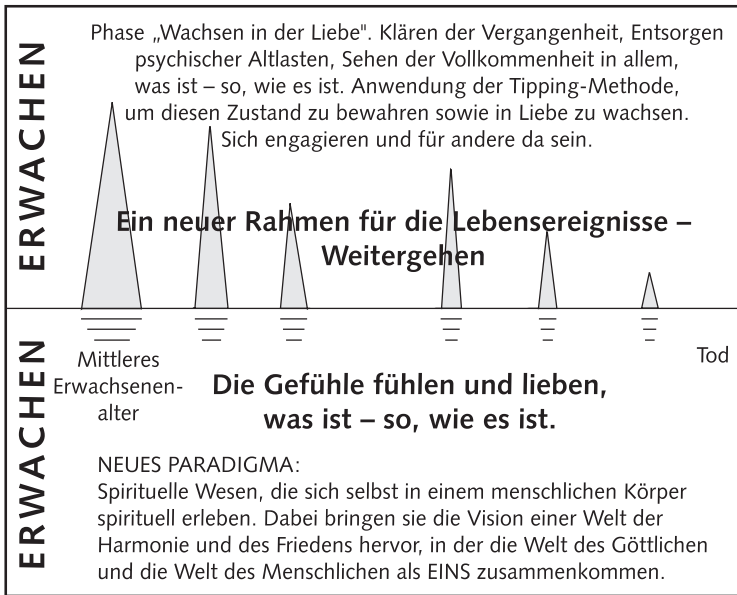 ERWACHEN
Phase „Wachsen in der Liebe". Klären der Vergangenheit, Entsorgen
psychischer Altlasten, Sehen der Vollkommenheit in allem,
was ist – so, wie es ist. Anwendung der Tipping-Methode,
um diesen Zustand zu bewahren sowie in Liebe zu wachsen.
Sich engagieren und für andere da sein.
Ein neuer Rahmen für die Lebensereignisse –
Weitergehen
ERWACHEN
Mittleres
Erwachsenen-
alter
Tod
Die Gefühle fühlen und lieben,
was ist – so, wie es ist.
NEUES PARADIGMA:
Spirituelle Wesen, die sich selbst in einem menschlichen Körper
spirituell erleben. Dabei bringen sie die Vision einer Welt der
Harmonie und des Friedens hervor, in der die Welt des Göttlichen
und die Welt des Menschlichen als EINS zusammenkommen.